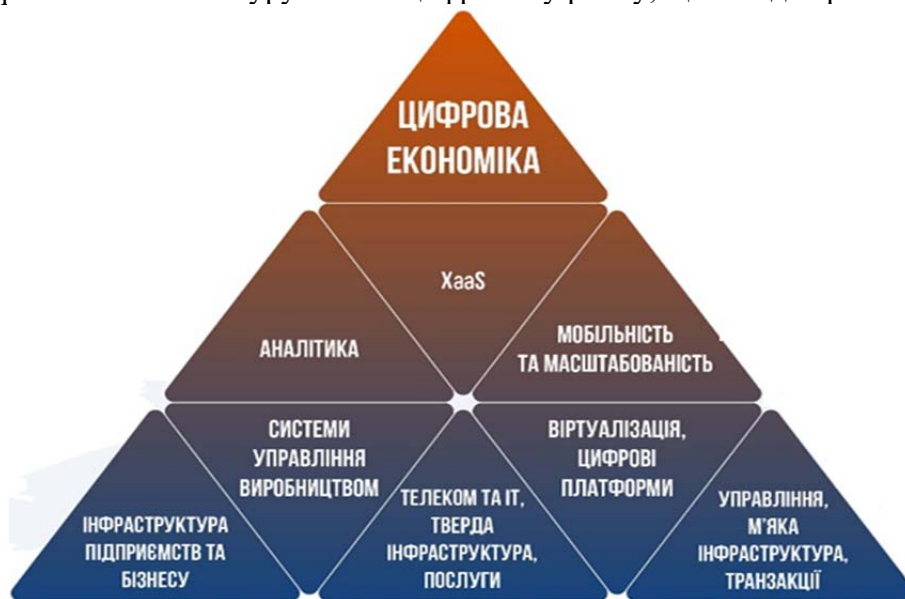 ЦИФРОВА
ЕКОНОМІКА
XaaS
АНАЛІТИКА
МОБІЛЬНІСТЬ
ТА МАСШТАБОВАНІСТЬ
СИСТЕМИ
УПРАВЛІННЯ
ВИРОБНИЦТВОМ
ВІРТУАЛІЗАЦІЯ,
ЦИФРОВІ
ПЛАТФОРМИ
ІНФРАСТРУКТУРА
ПІДПРИЄМСТВ ТА
БІЗНЕСУ
ТЕЛЕКОМ ТА ІТ,
ТВЕРДА
ІНФРАСТРУКТУРА,
ПОСЛУГИ
УПРАВЛІННЯ,
М'ЯКА
ІНФРАСТРУКТУРА,
ТРАНЗАКЦІЇ